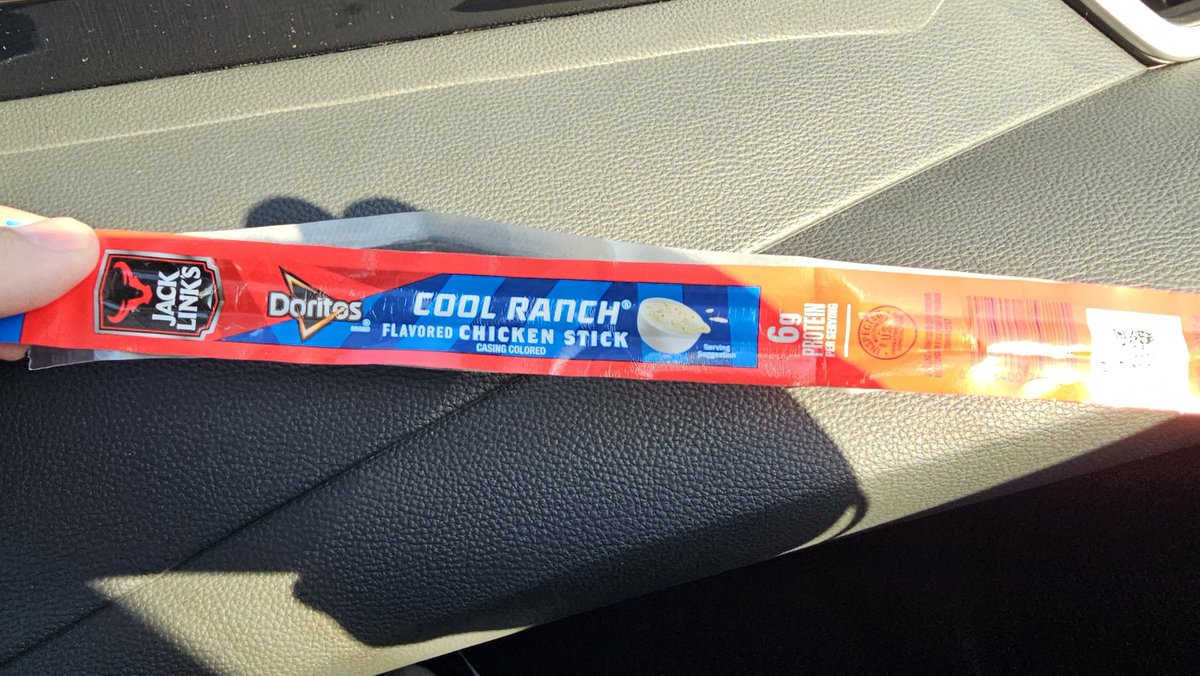 JACK
LINK'S
Doritos®
BRAND
COOL RANCH®
FLAVORED CHICKEN STICK
CASING COLORED
Serving
Suggestion
6g
PROTEIN
PER SERVING